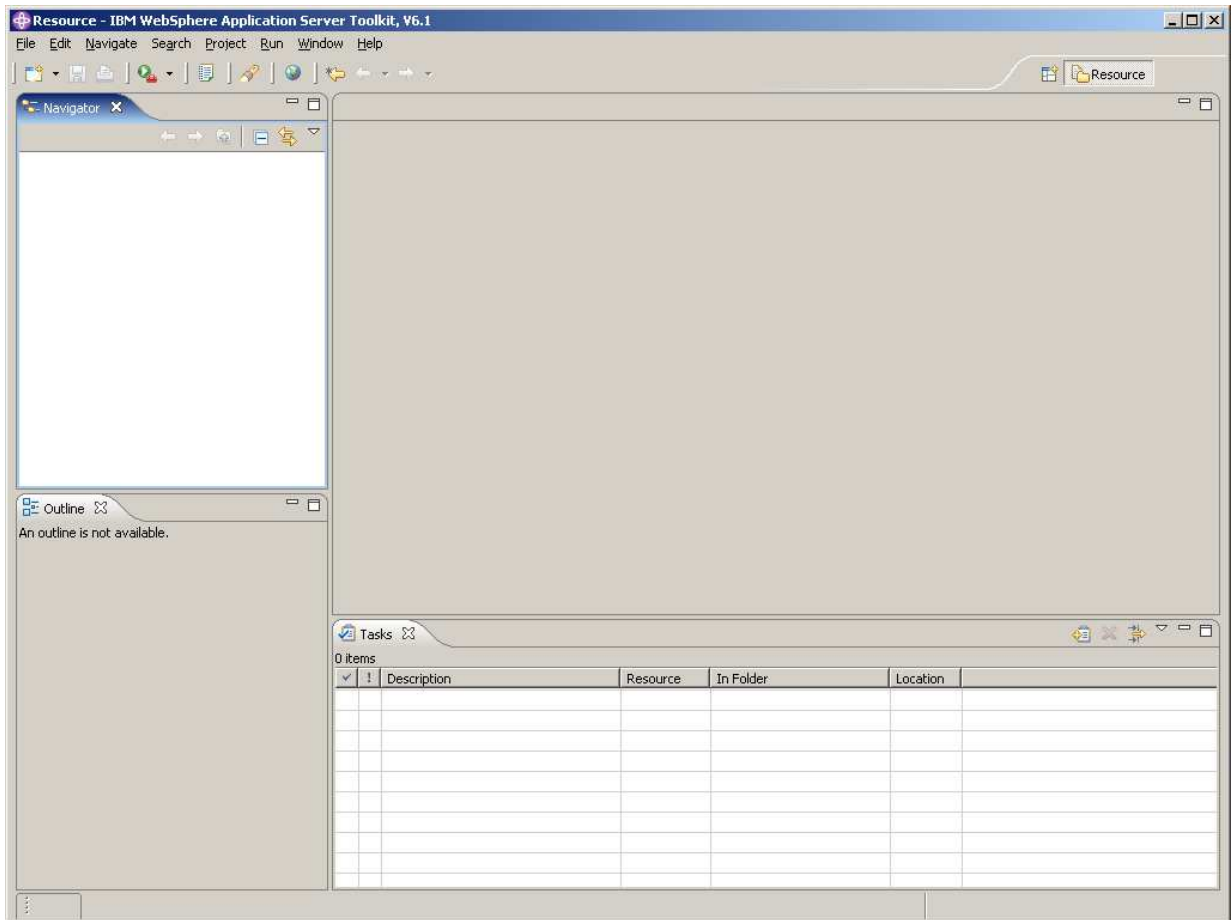 Resource - IBM WebSphere Application Server Toolkit, V6.1
File Edit Navigate Search Project Run Window Help
Resource
Navigator
Outline
An outline is not available.
Tasks
0 items
! Description Resource In Folder Location